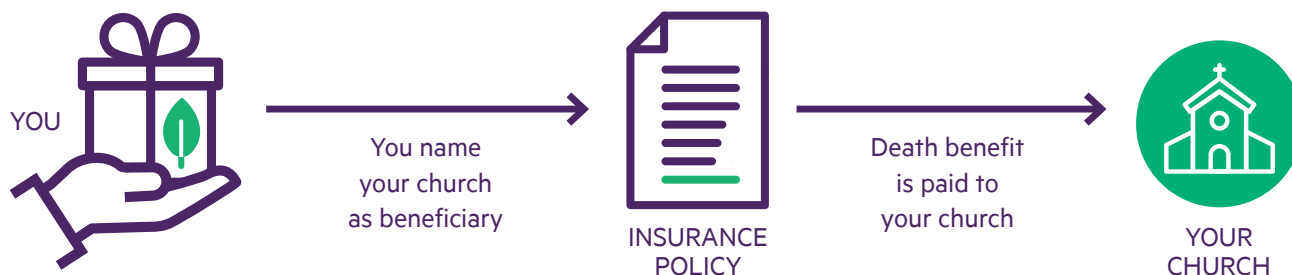 YOU
You name
your church
as beneficiary
INSURANCE
POLICY
Death benefit
is paid to
your church
YOUR
CHURCH